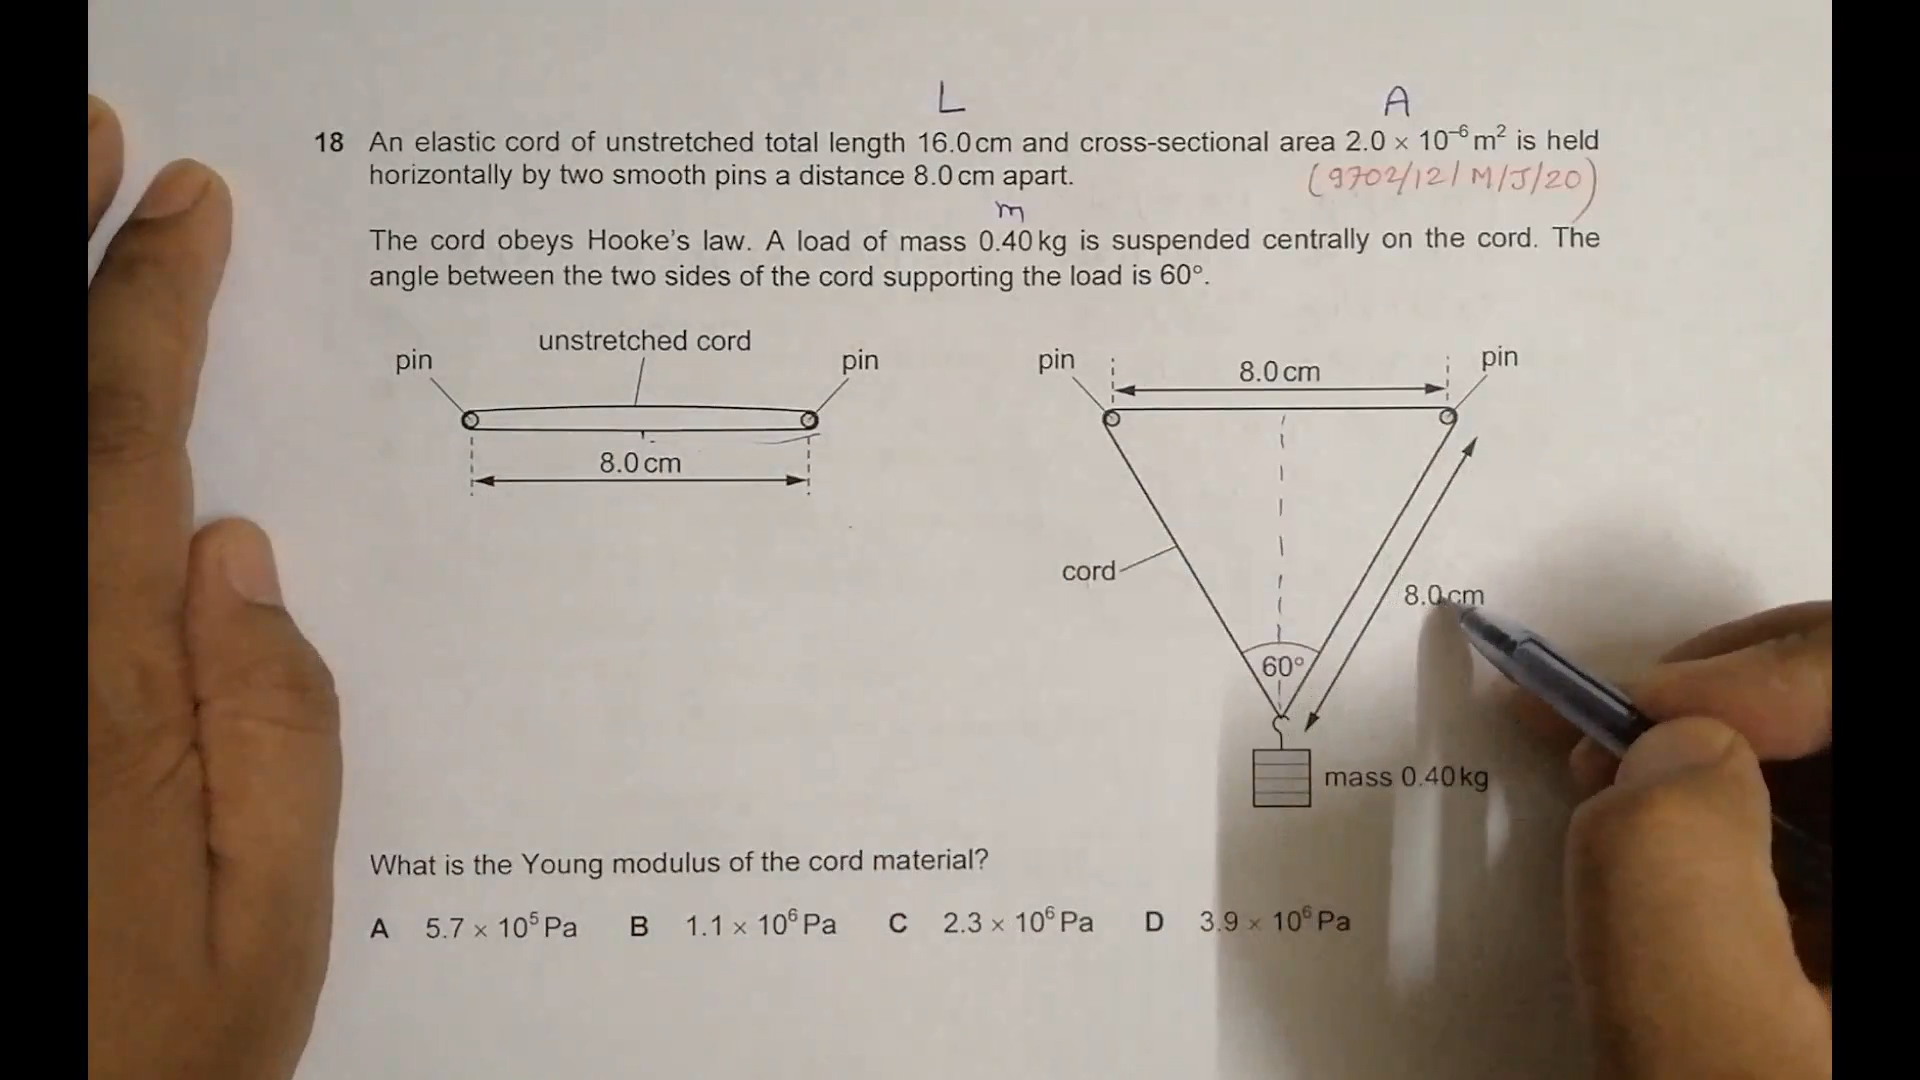 L
A
18 An elastic cord of unstretched total length 16.0 cm and cross-sectional area 2.0 × 10⁻⁶ m² is held
horizontally by two smooth pins a distance 8.0 cm apart.
(9702/12/M/J/20)
m
The cord obeys Hooke's law. A load of mass 0.40 kg is suspended centrally on the cord. The
angle between the two sides of the cord supporting the load is 60°.
unstretched cord
pin
pin
8.0 cm
pin
pin
8.0 cm
cord
8.0 cm
60°
mass 0.40 kg
What is the Young modulus of the cord material?
A 5.7 × 10⁵ Pa B 1.1 × 10⁶ Pa C 2.3 × 10⁶ Pa D 3.9 × 10⁶ Pa